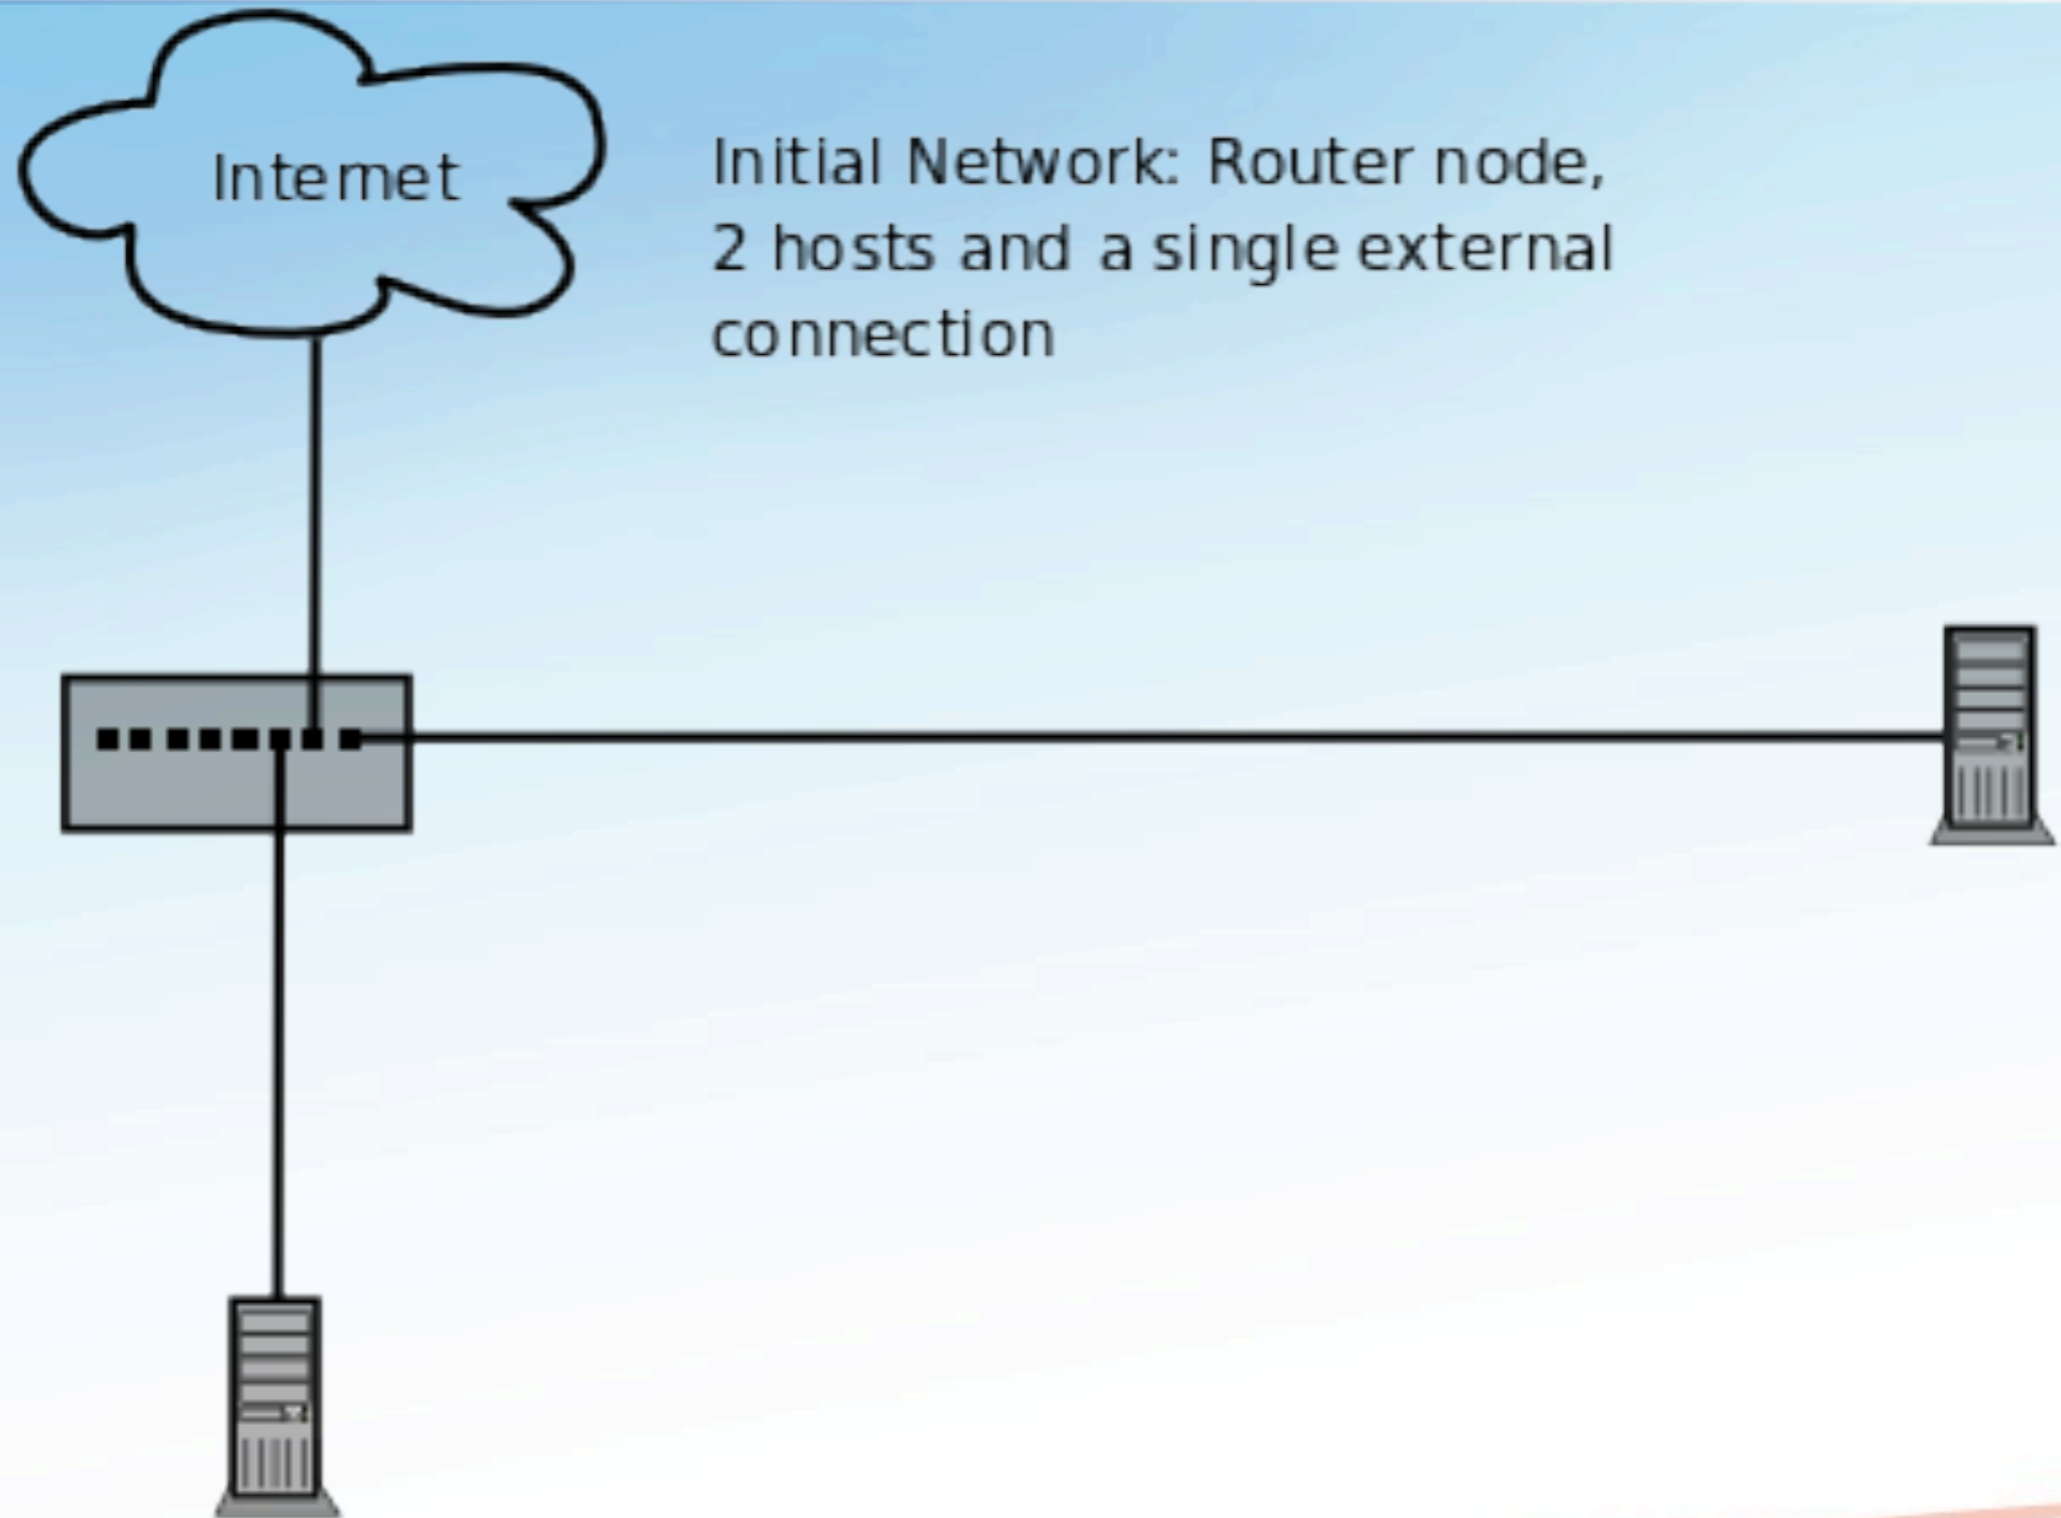 Internet
Initial Network: Router node,
2 hosts and a single external
connection